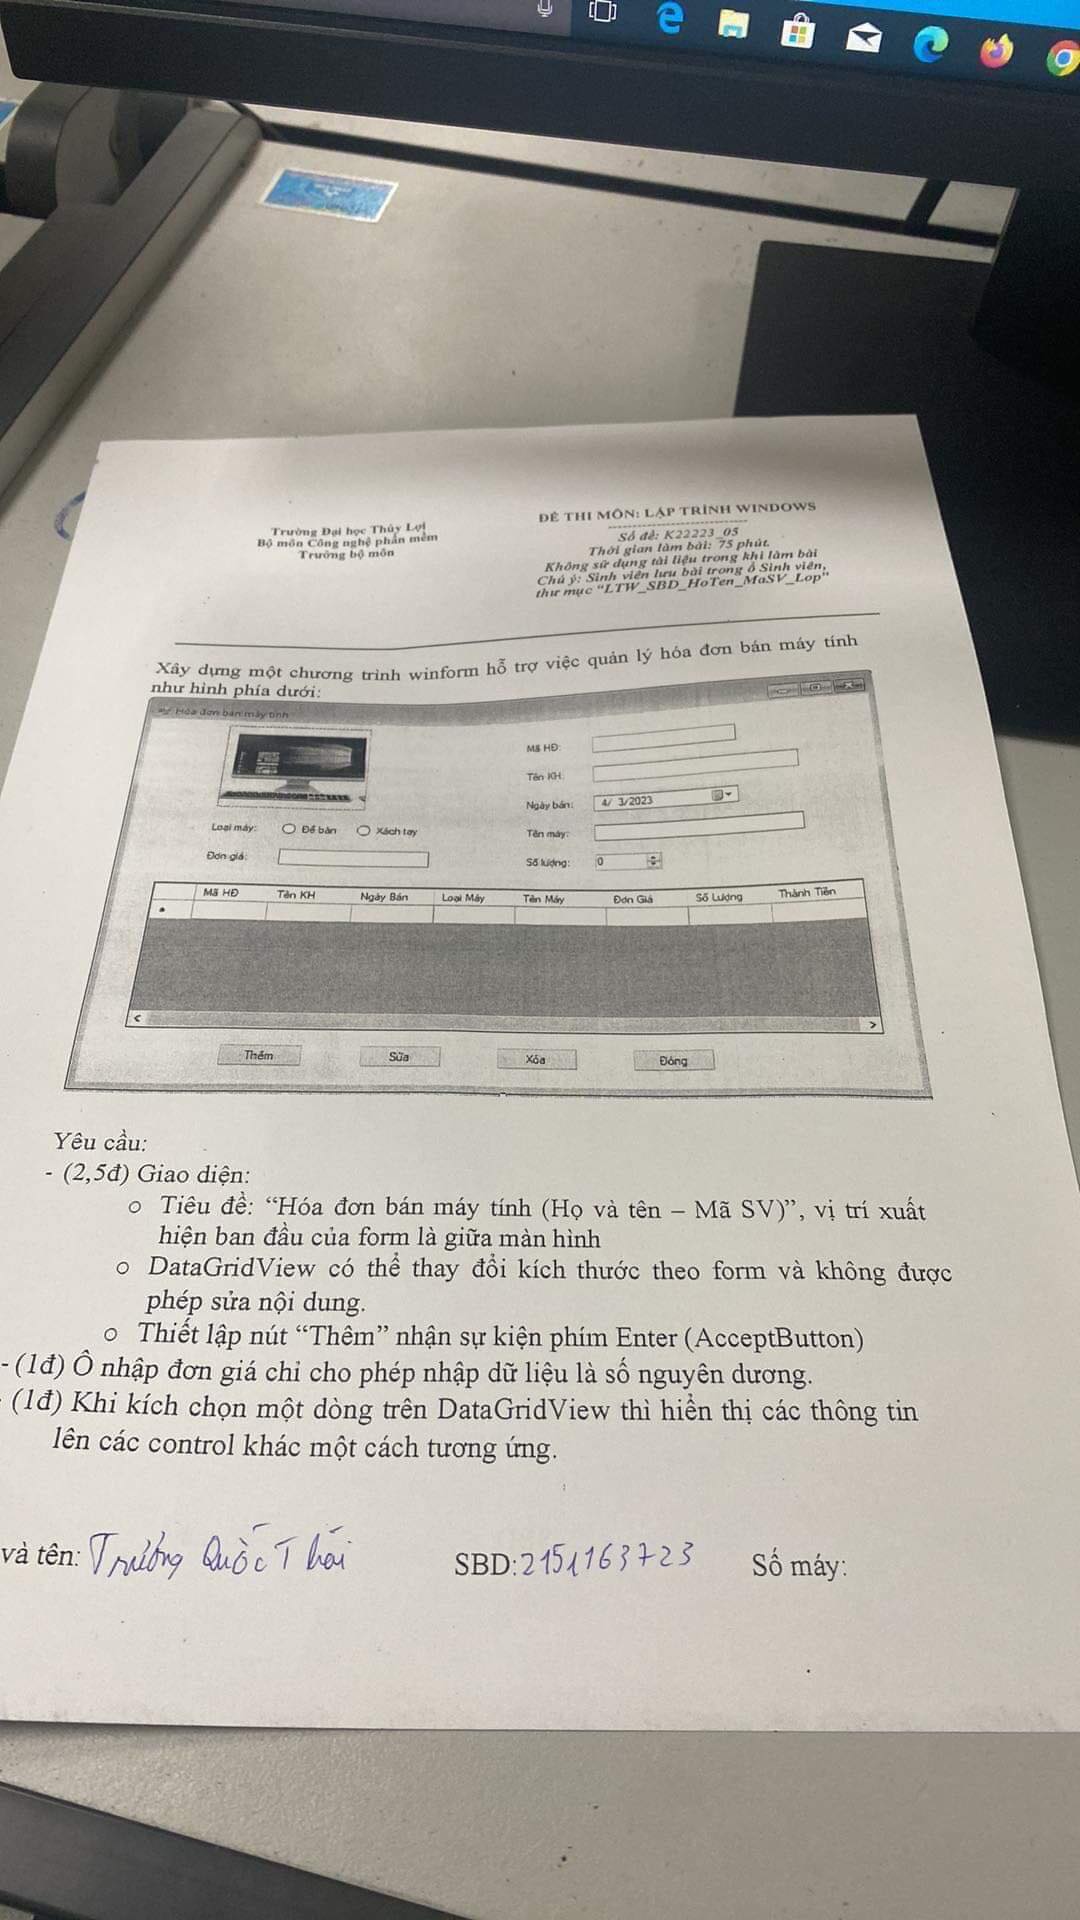 Trường Đại học Thủy Lợi
Bộ môn Công nghệ phần mềm
Trưởng bộ môn
ĐỀ THI MÔN: LẬP TRÌNH WINDOWS
Số đề: K22223_05
Thời gian làm bài: 75 phút.
Không sử dụng tài liệu trong khi làm bài
Chú ý: Sinh viên lưu bài trong ổ Sinh viên,
thư mục “LTW_SBD_HoTen_MaSV_Lop”
Xây dựng một chương trình winform hỗ trợ việc quản lý hóa đơn bán máy tính
như hình phía dưới:
Hóa đơn bán máy tính
Mã HĐ:
Tên KH:
Ngày bán: 4/ 3/2023
Loại máy: Để bàn Xách tay
Tên máy:
Đơn giá:
Số lượng: 0
Mã HĐ Tên KH Ngày Bán Loại Máy Tên Máy Đơn Giá Số Lượng Thành Tiền
Thêm Sửa Xóa Đóng
Yêu cầu:
- (2,5đ) Giao diện:
o Tiêu đề: “Hóa đơn bán máy tính (Họ và tên – Mã SV)”, vị trí xuất
hiện ban đầu của form là giữa màn hình
o DataGridView có thể thay đổi kích thước theo form và không được
phép sửa nội dung.
o Thiết lập nút “Thêm” nhận sự kiện phím Enter (AcceptButton)
- (1đ) Ô nhập đơn giá chỉ cho phép nhập dữ liệu là số nguyên dương.
- (1đ) Khi kích chọn một dòng trên DataGridView thì hiển thị các thông tin
lên các control khác một cách tương ứng.
và tên: Trương Quốc Thái SBD: 2151163723 Số máy: